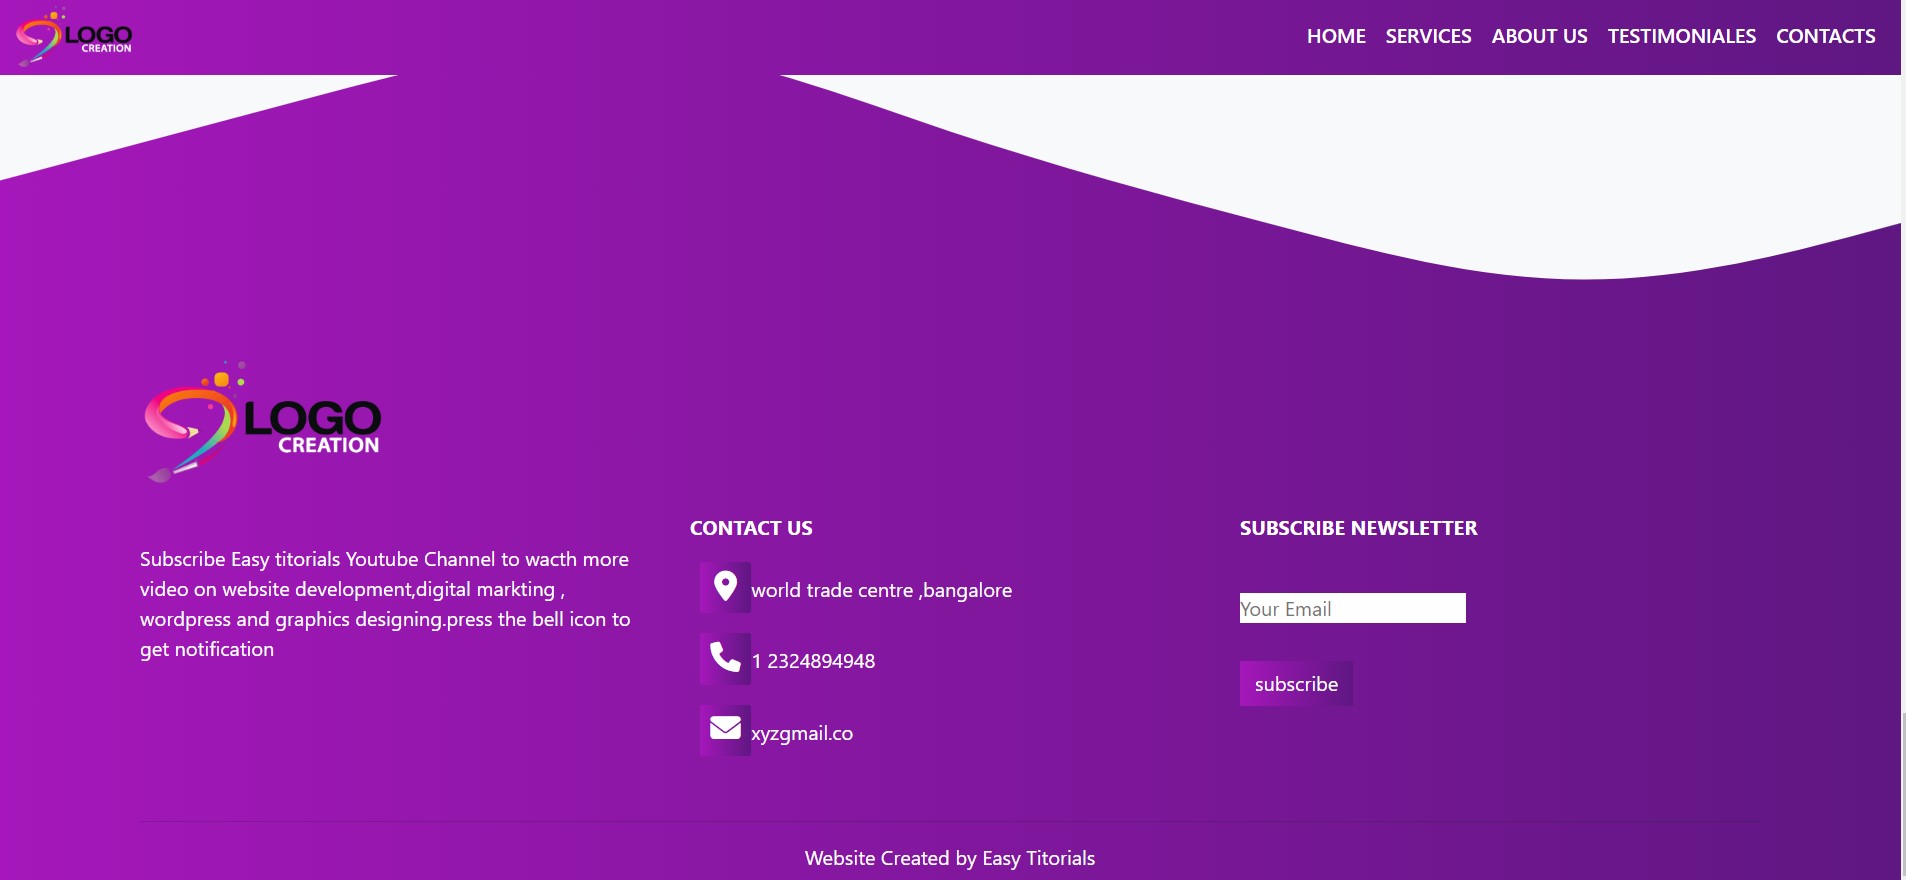 LOGO
CREATION
HOME SERVICES ABOUT US TESTIMONIALES CONTACTS
LOGO
CREATION
Subscribe Easy titorials Youtube Channel to wacth more
video on website development,digital markting ,
wordpress and graphics designing.press the bell icon to
get notification
CONTACT US
world trade centre ,bangalore
1 2324894948
xyzgmail.co
SUBSCRIBE NEWSLETTER
Your Email
subscribe
Website Created by Easy Titorials